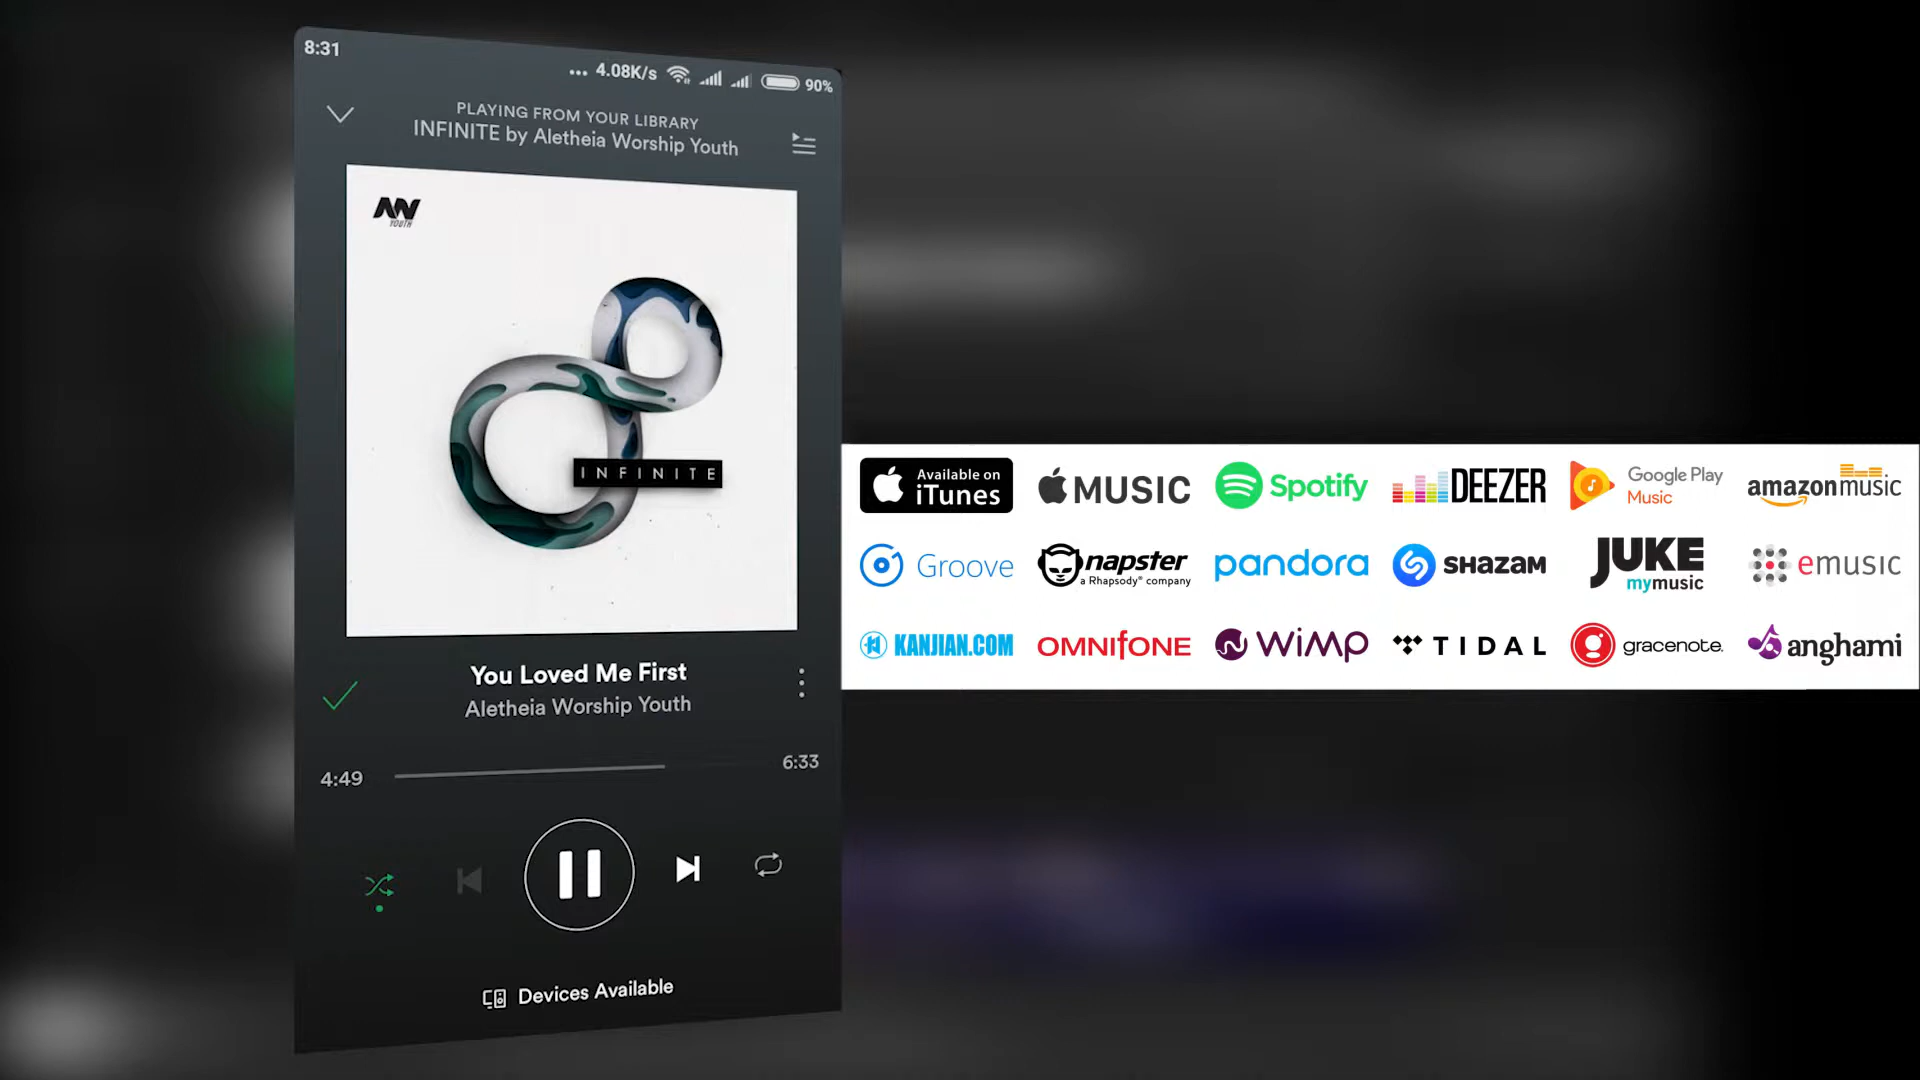 8:31
... 4.08K/s 90%
PLAYING FROM YOUR LIBRARY
INFINITE by Aletheia Worship Youth
AW
YOUTH
INFINITE
You Loved Me First
Aletheia Worship Youth
4:49
6:33
Devices Available
Available on
iTunes
MUSIC
Spotify
DEEZER
Google Play
Music
amazonmusic
Groove
napster
a Rhapsody® company
pandora
SHAZAM
JUKE
mymusic
emusic
KANJIAN.COM
OMNIFONE
WiMP
TIDAL
gracenote.
anghami